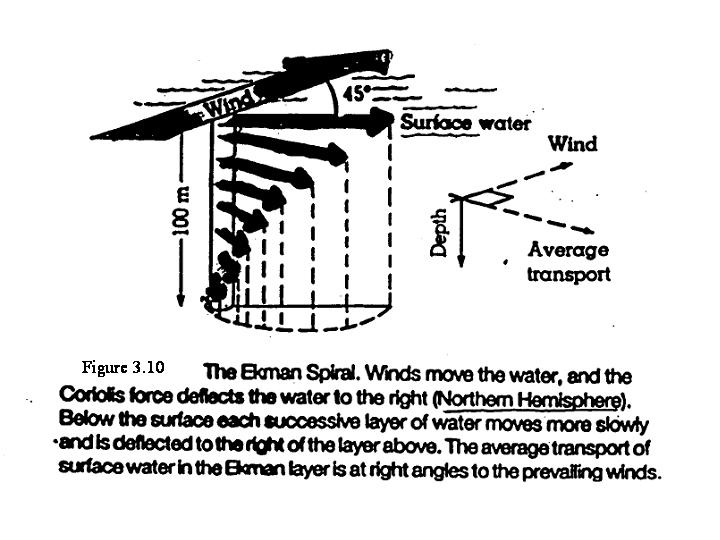 Wind
45°
Surface water
Wind
100 m
Depth
Average
transport
Figure 3.10
The Ekman Spiral. Winds move the water, and the
Coriolis force deflects the water to the right (Northern Hemisphere).
Below the surface each successive layer of water moves more slowly
and is deflected to the right of the layer above. The average transport of
surface water in the Ekman layer is at right angles to the prevailing winds.